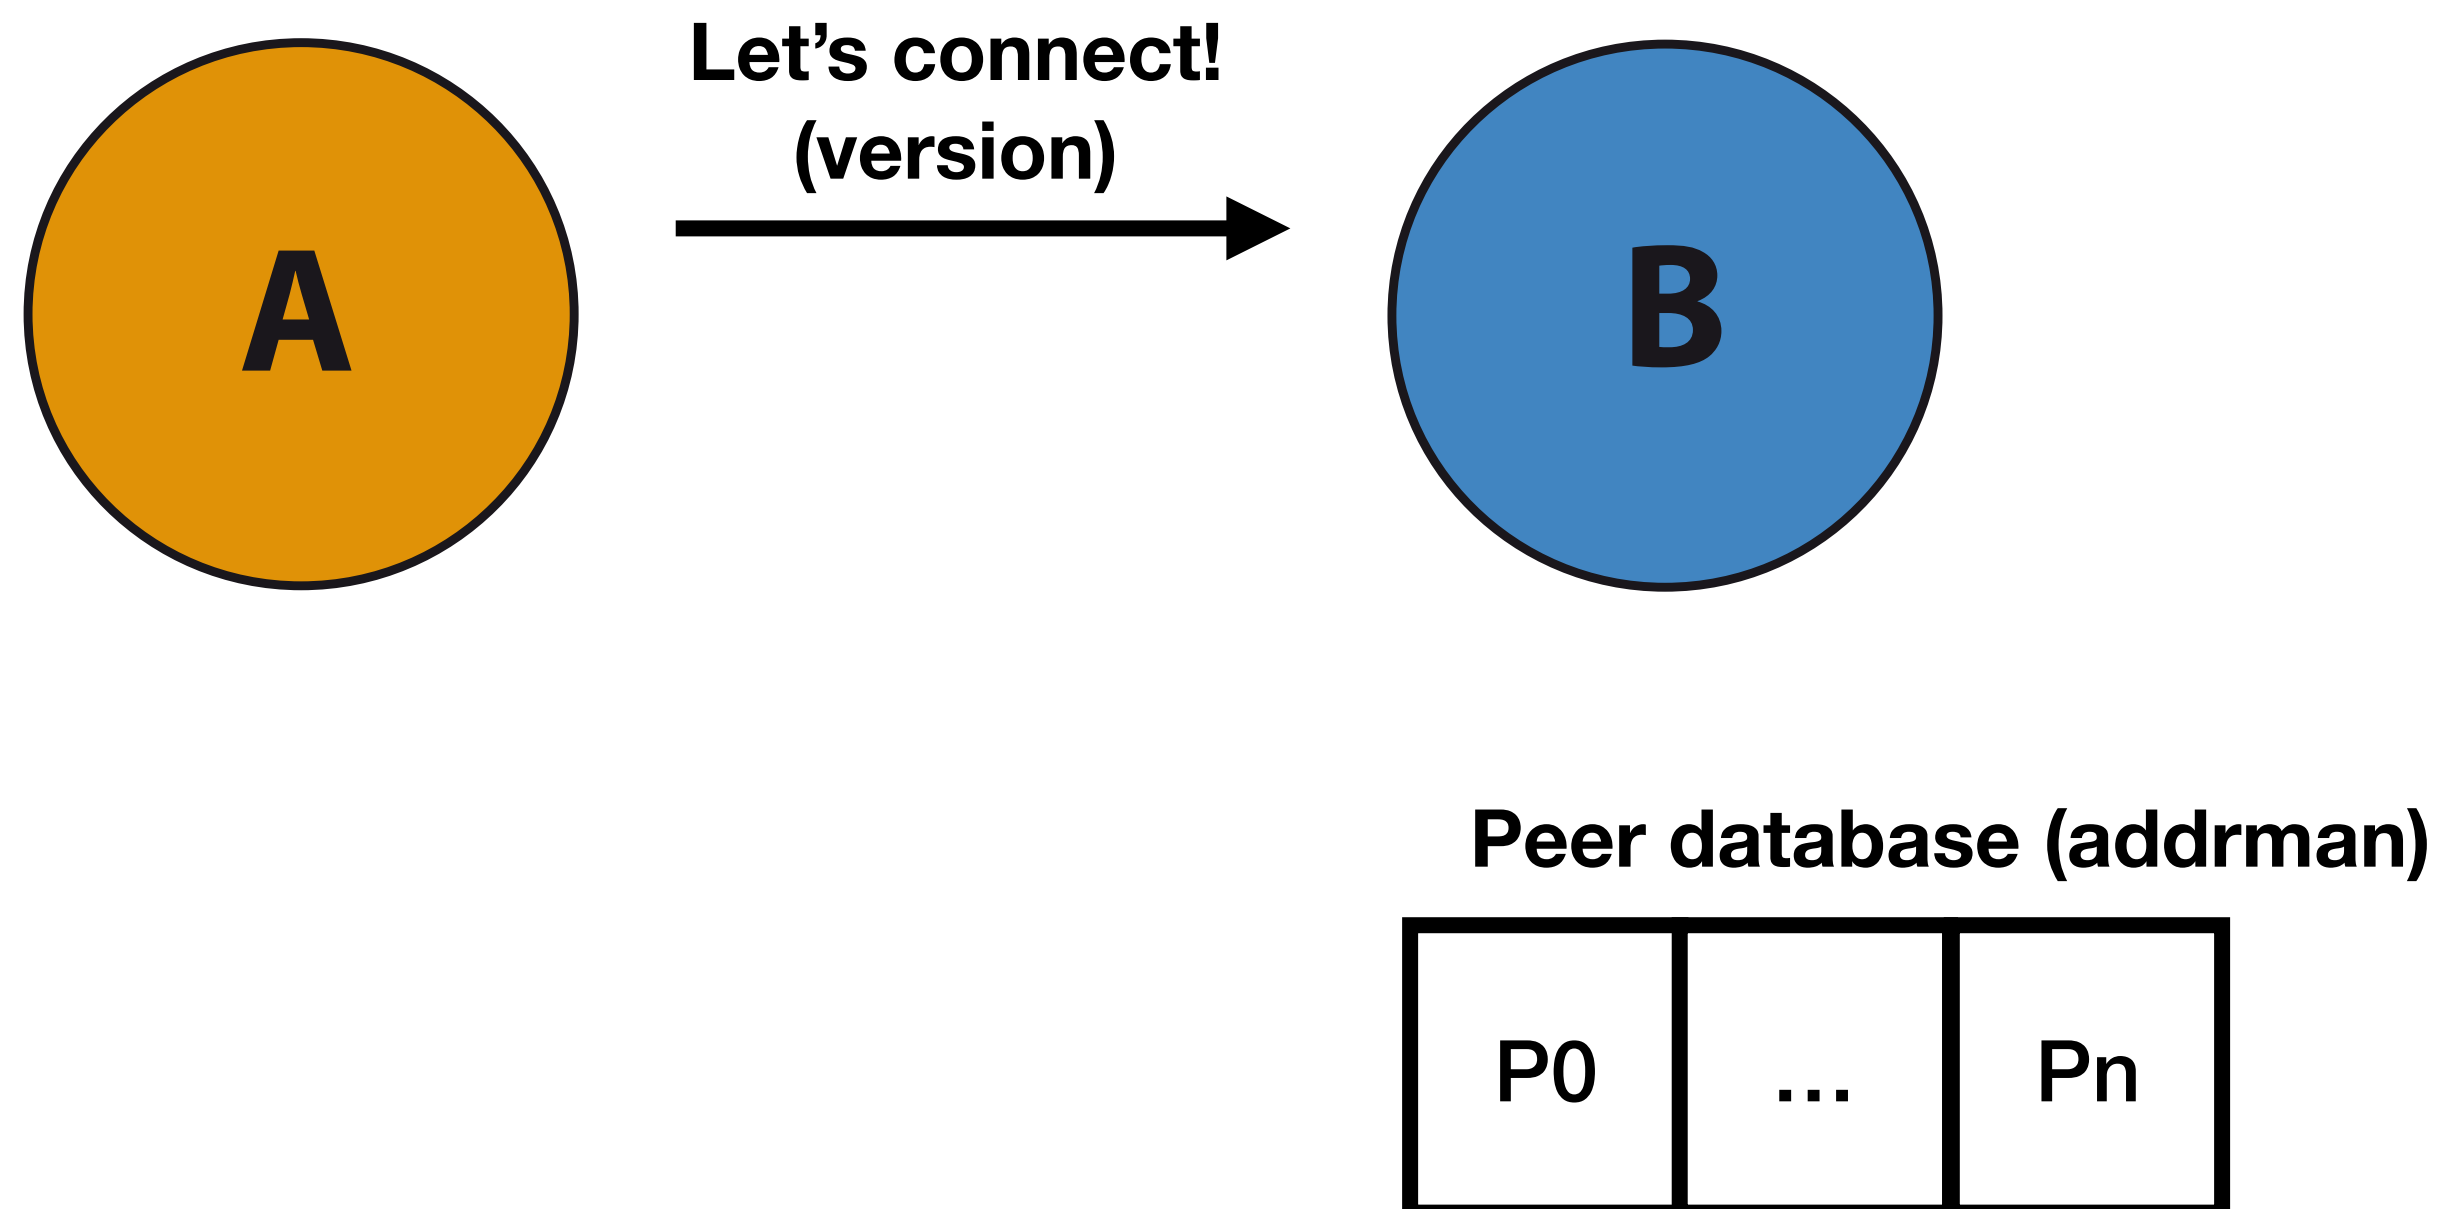 Let’s connect!
(version)
A
B
Peer database (addrman)
P0 ... Pn